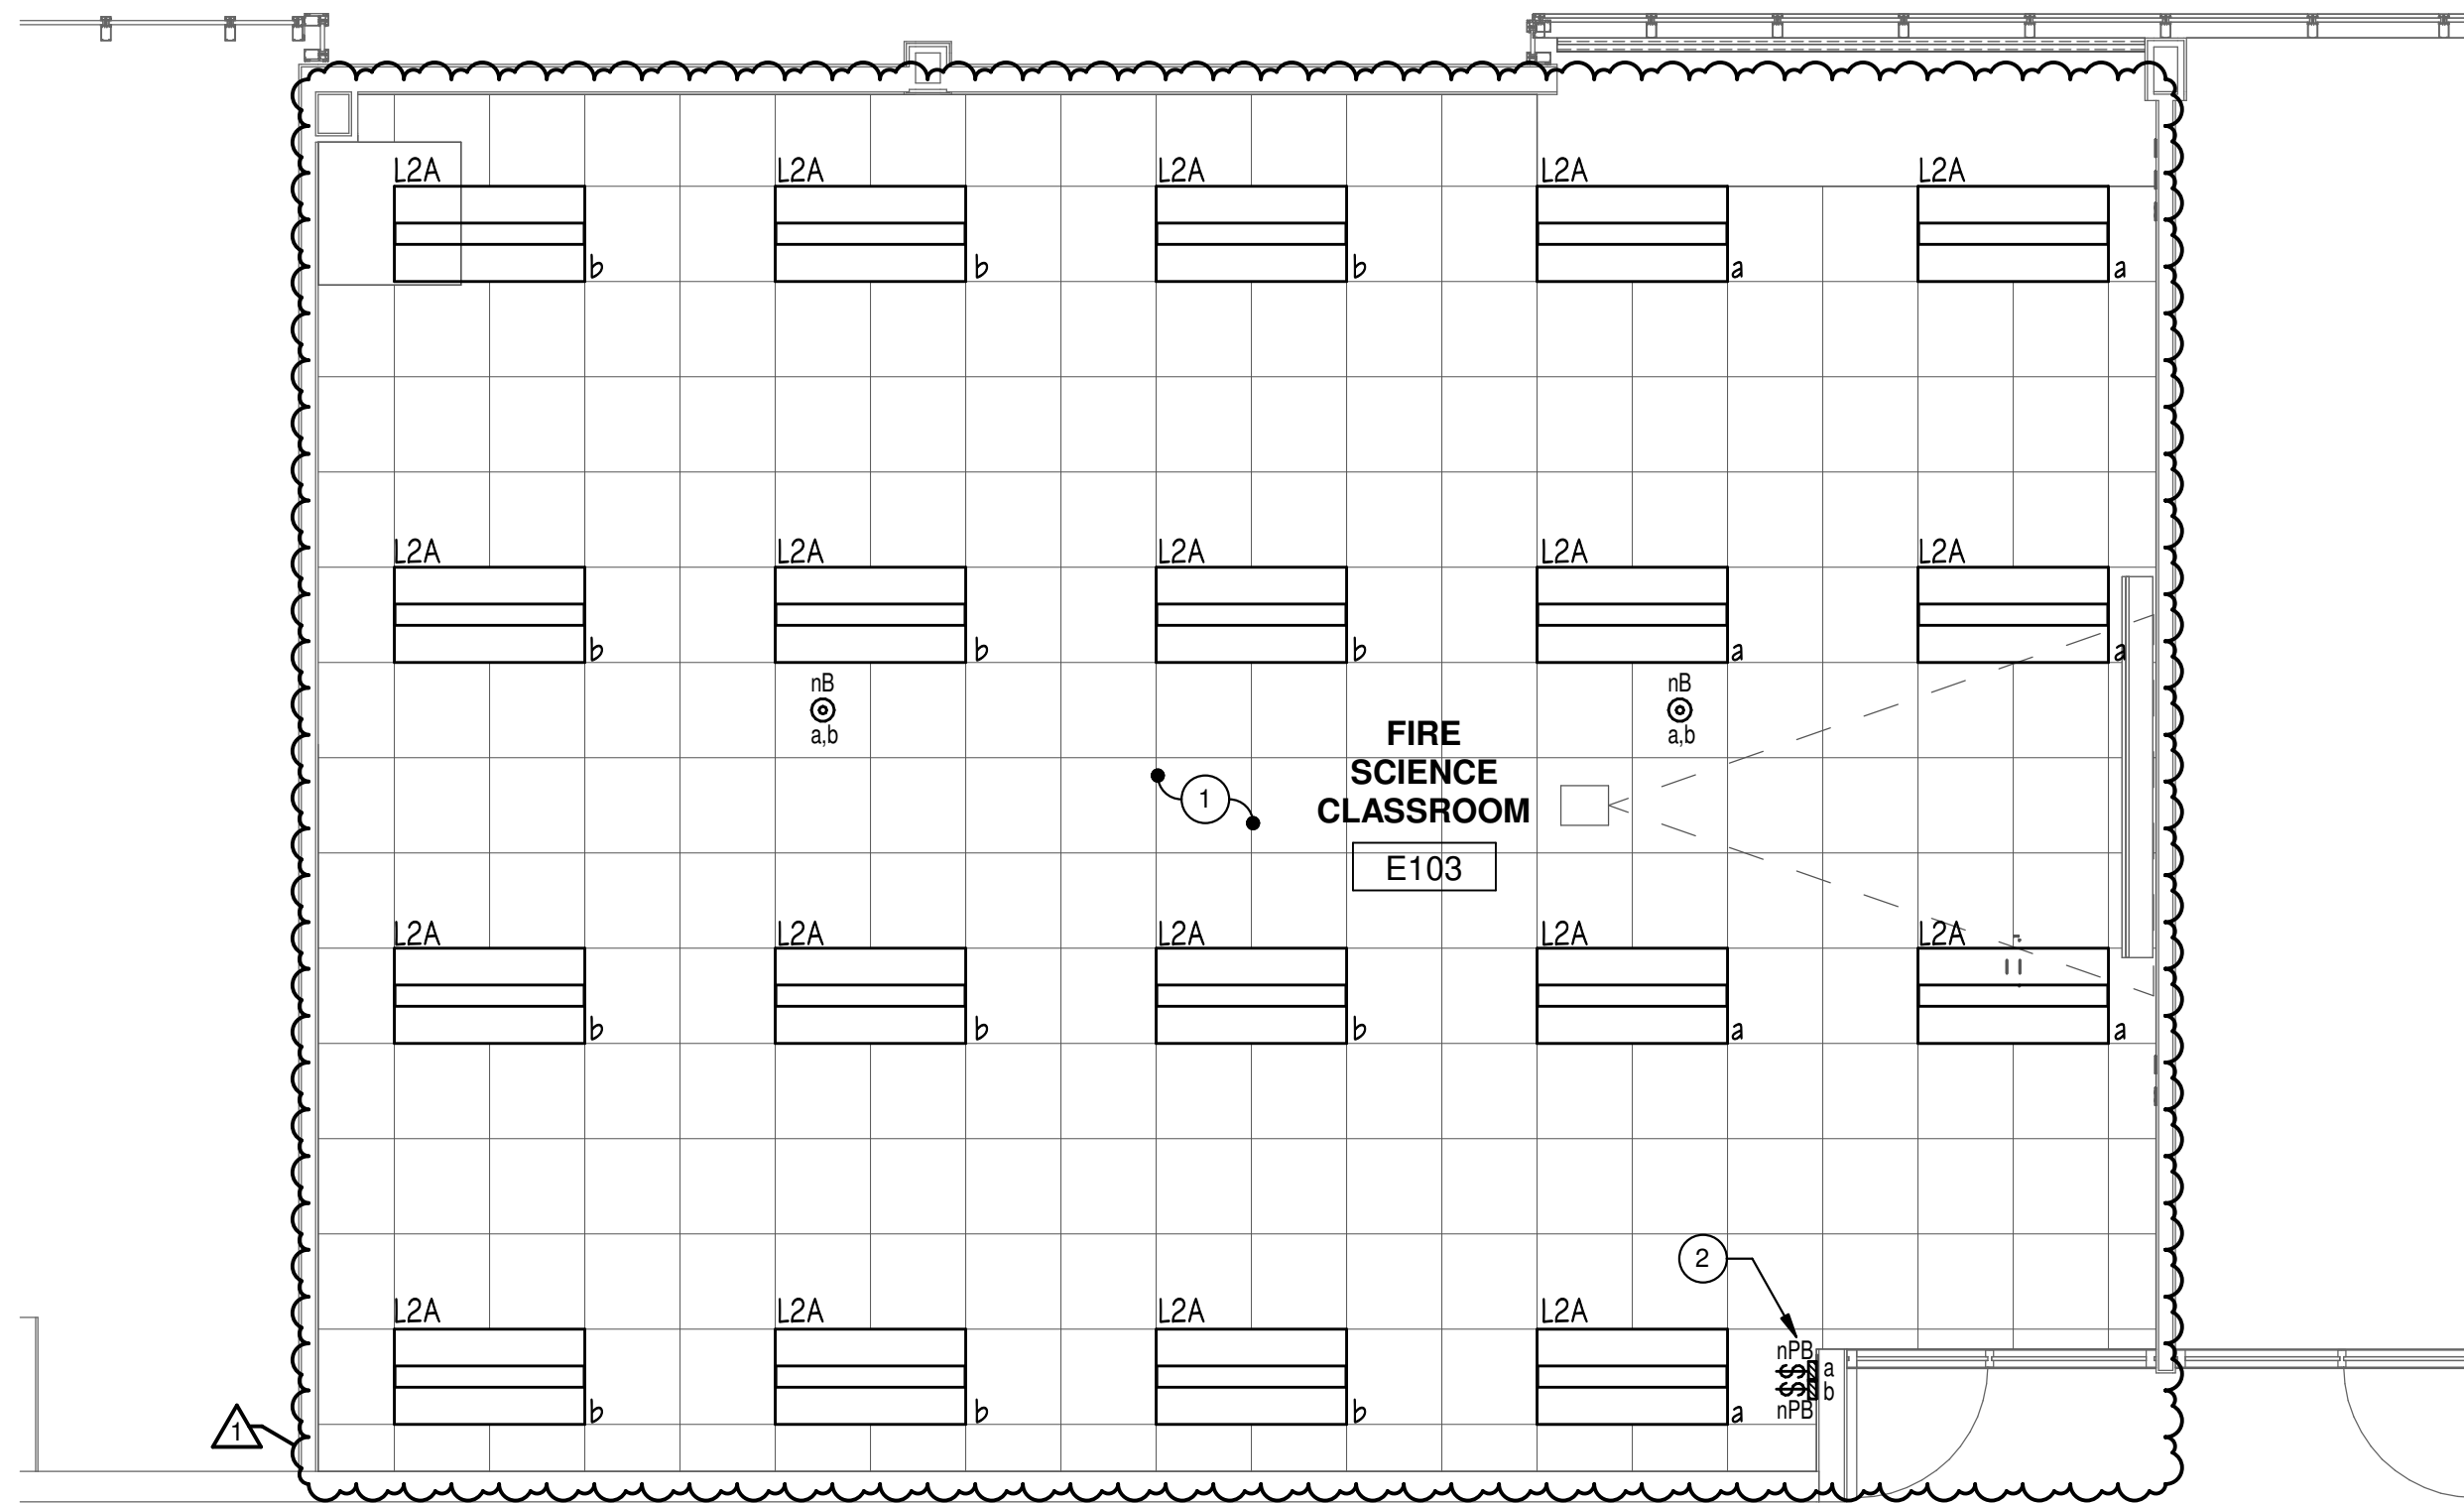 L2A L2A L2A L2A L2A
b b b a a
L2A L2A L2A L2A L2A
b b b a a
nB nB
a,b a,b
FIRE
SCIENCE
CLASSROOM
1
E103
L2A L2A L2A L2A L2A
b b b a a
2
L2A L2A L2A L2A
nPB
$ a
$ b
nPB
b b b a
1